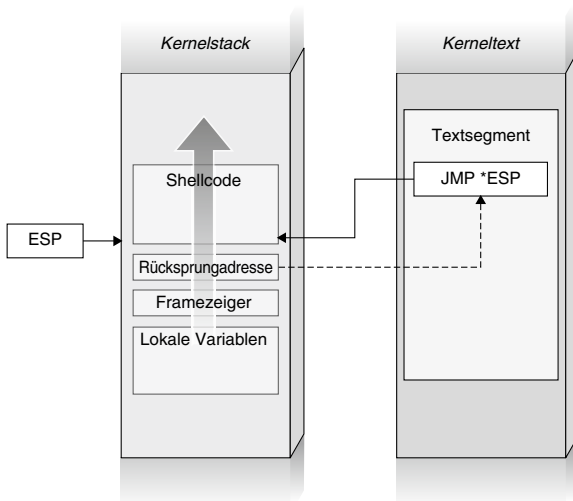 Kernelstack
Kerneltext
Textsegment
JMP *ESP
Shellcode
ESP
Rücksprungadresse
Framezeiger
Lokale Variablen